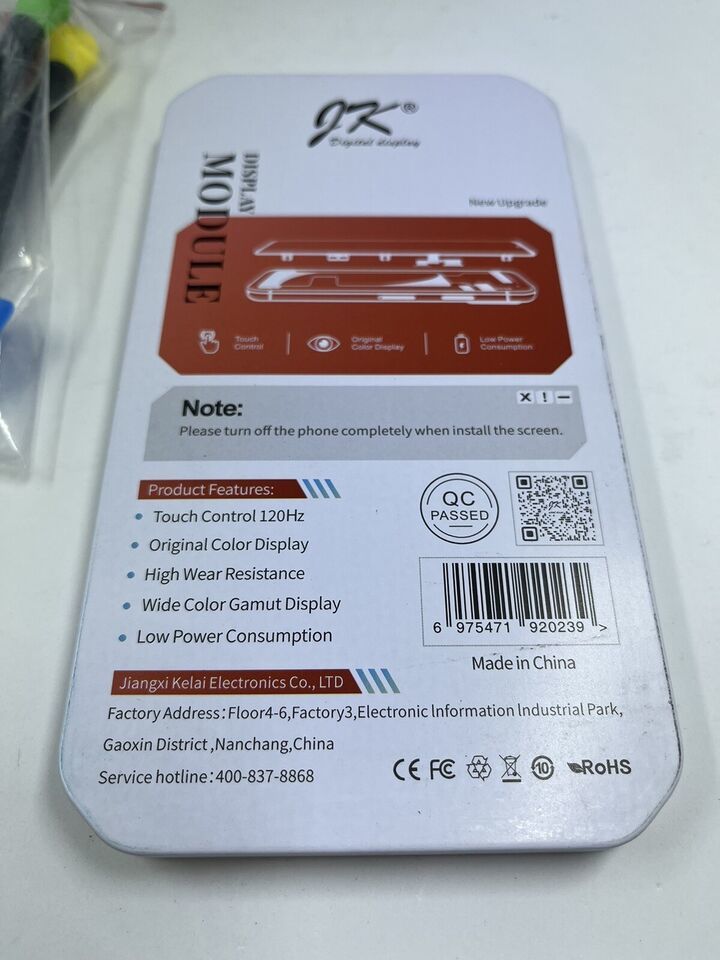 JK®
Digital display
DISPLAY
MODULE
New Upgrade
Touch
Control
Original
Color Display
Low Power
Consumption
Note:
Please turn off the phone completely when install the screen.
Product Features:
Touch Control 120Hz
Original Color Display
High Wear Resistance
Wide Color Gamut Display
Low Power Consumption
QC
PASSED
6 975471 920239 >
Made in China
Jiangxi Kelai Electronics Co., LTD
Factory Address:Floor4-6,Factory3,Electronic Information Industrial Park,
Gaoxin District ,Nanchang,China
Service hotline:400-837-8868
CE FC 10 RoHS